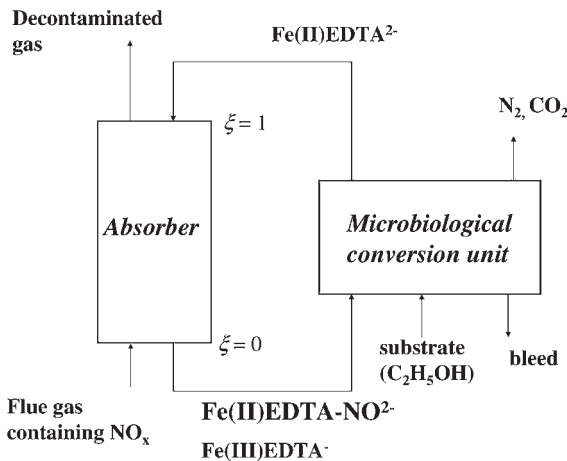 Decontaminated
gas
Fe(II)EDTA²⁻
N₂, CO₂
ξ = 1
Absorber
Microbiological
conversion unit
ξ = 0
substrate
(C₂H₅OH)
bleed
Flue gas
containing NOₓ
Fe(II)EDTA-NO²⁻
Fe(III)EDTA⁻